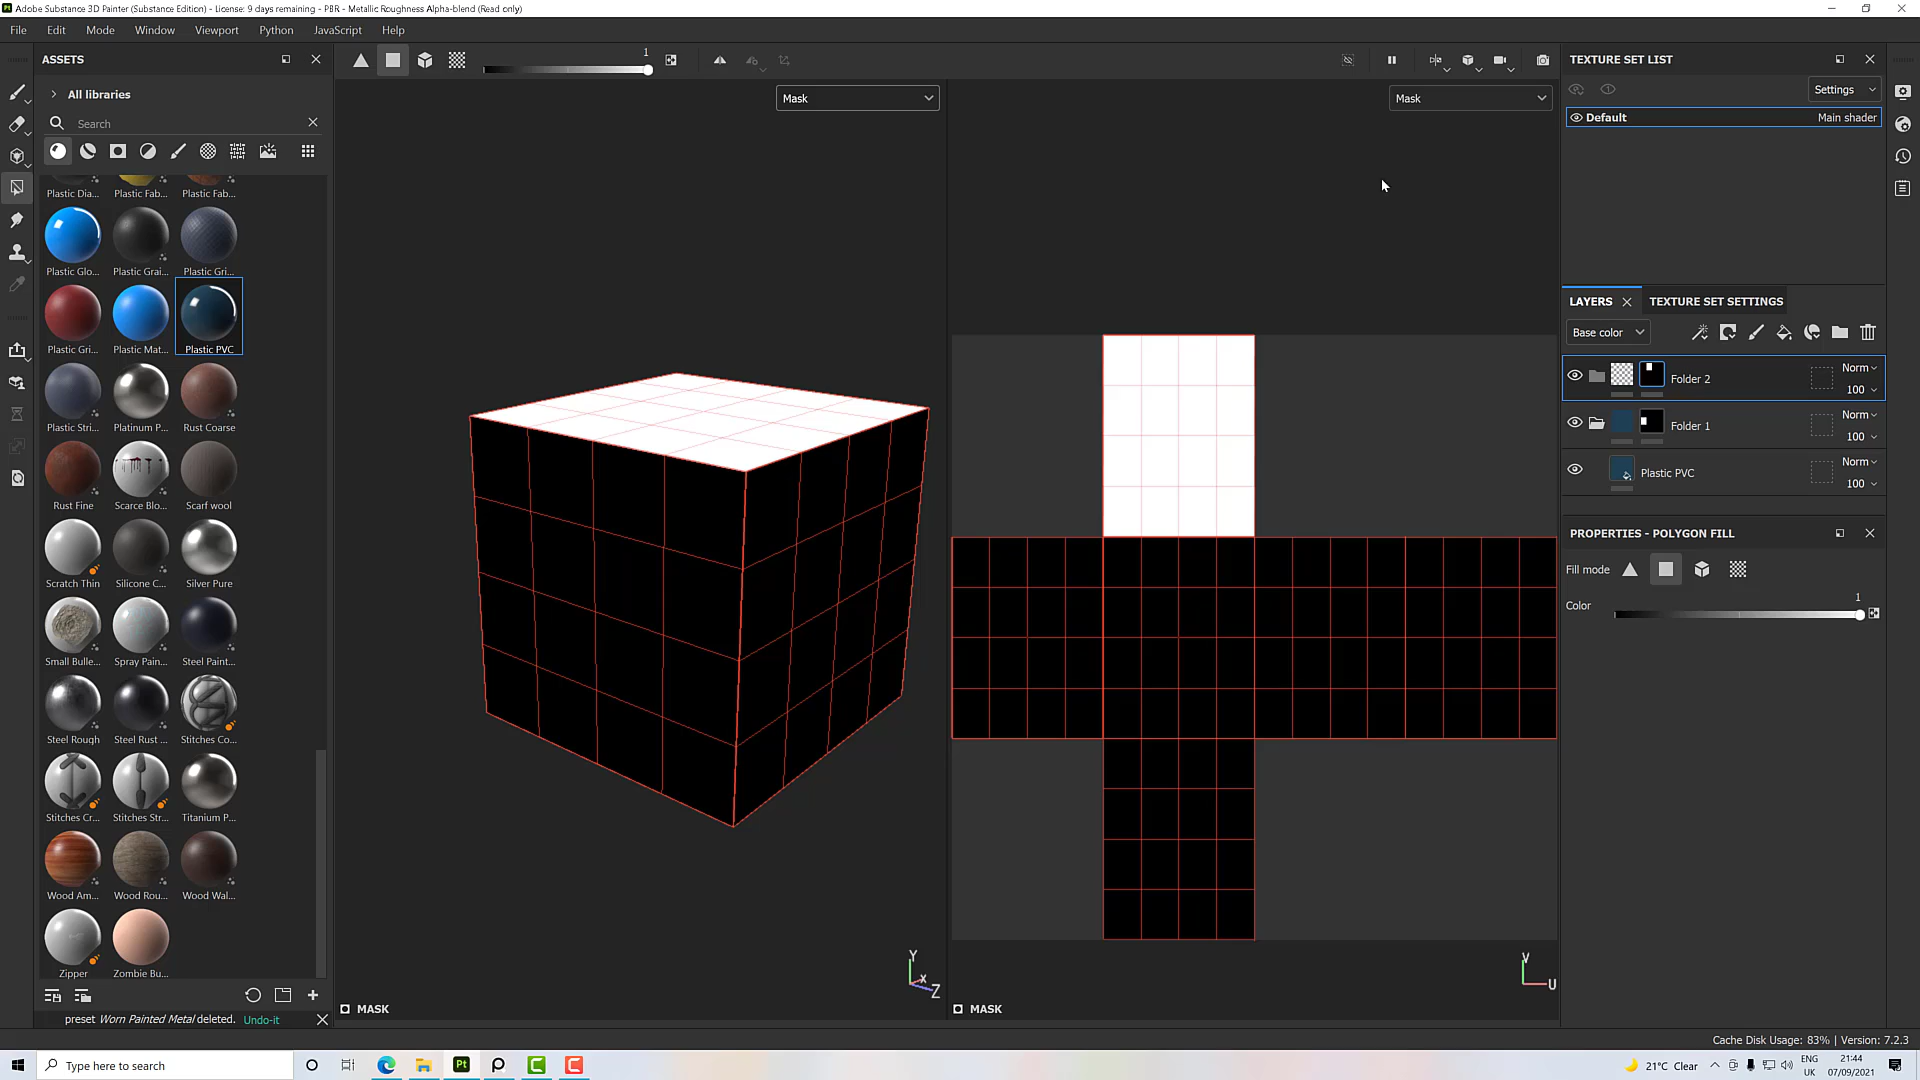 Adobe Substance 3D Painter (Substance Edition) - License: 9 days remaining - PBR - Metallic Roughness Alpha-blend (Read only)
File Edit Mode Window Viewport Python JavaScript Help
ASSETS
All libraries
Search
Plastic Dia... Plastic Fab... Plastic Fab...
Plastic Glo... Plastic Grai... Plastic Gri...
Plastic Gri... Plastic Mat... Plastic PVC
Plastic Stri... Platinum P... Rust Coarse
Rust Fine Scarce Blo... Scarf wool
Scratch Thin Silicone C... Silver Pure
Small Bulle... Spray Pain... Steel Paint...
Steel Rough Steel Rust ... Stitches Co...
Stitches Cr... Stitches Str... Titanium P...
Wood Am... Wood Rou... Wood Wal...
Zipper Zombie Bu...
preset Worn Painted Metal deleted. Undo-it
1
Mask
Y
X
Z
MASK
Mask
V
U
MASK
TEXTURE SET LIST
Settings
Default Main shader
LAYERS TEXTURE SET SETTINGS
Base color
Folder 2 Norm 100
Folder 1 Norm 100
Plastic PVC Norm 100
PROPERTIES - POLYGON FILL
Fill mode
1
Color
Cache Disk Usage: 83% | Version: 7.2.3
Type here to search
Pt
21°C Clear
ENG
UK
21:44
07/09/2021